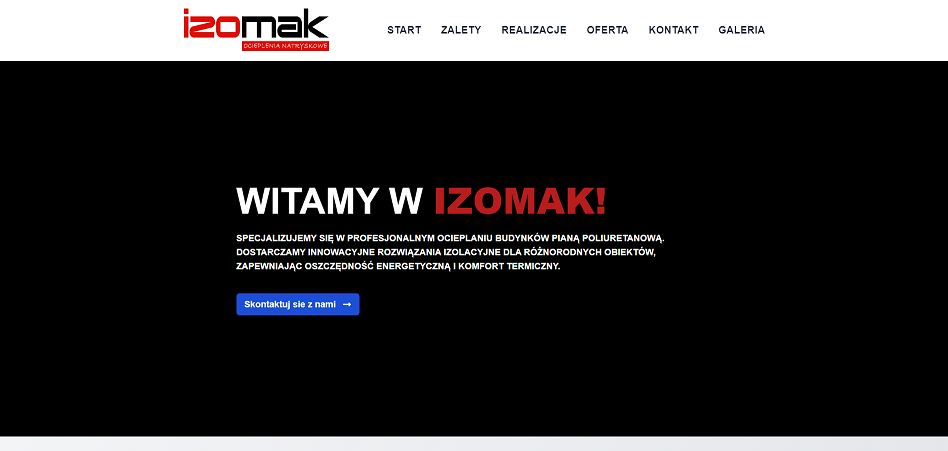 izomak
OCIEPLENIA NATRYSKOWE
START ZALETY REALIZACJE OFERTA KONTAKT GALERIA
WITAMY W IZOMAK!
SPECJALIZUJEMY SIĘ W PROFESJONALNYM OCIEPLANIU BUDYNKÓW PIANĄ POLIURETANOWĄ.
DOSTARCZAMY INNOWACYJNE ROZWIĄZANIA IZOLACYJNE DLA RÓŻNORODNYCH OBIEKTÓW,
ZAPEWNIAJĄC OSZCZĘDNOŚĆ ENERGETYCZNĄ I KOMFORT TERMICZNY.
Skontaktuj sie z nami →